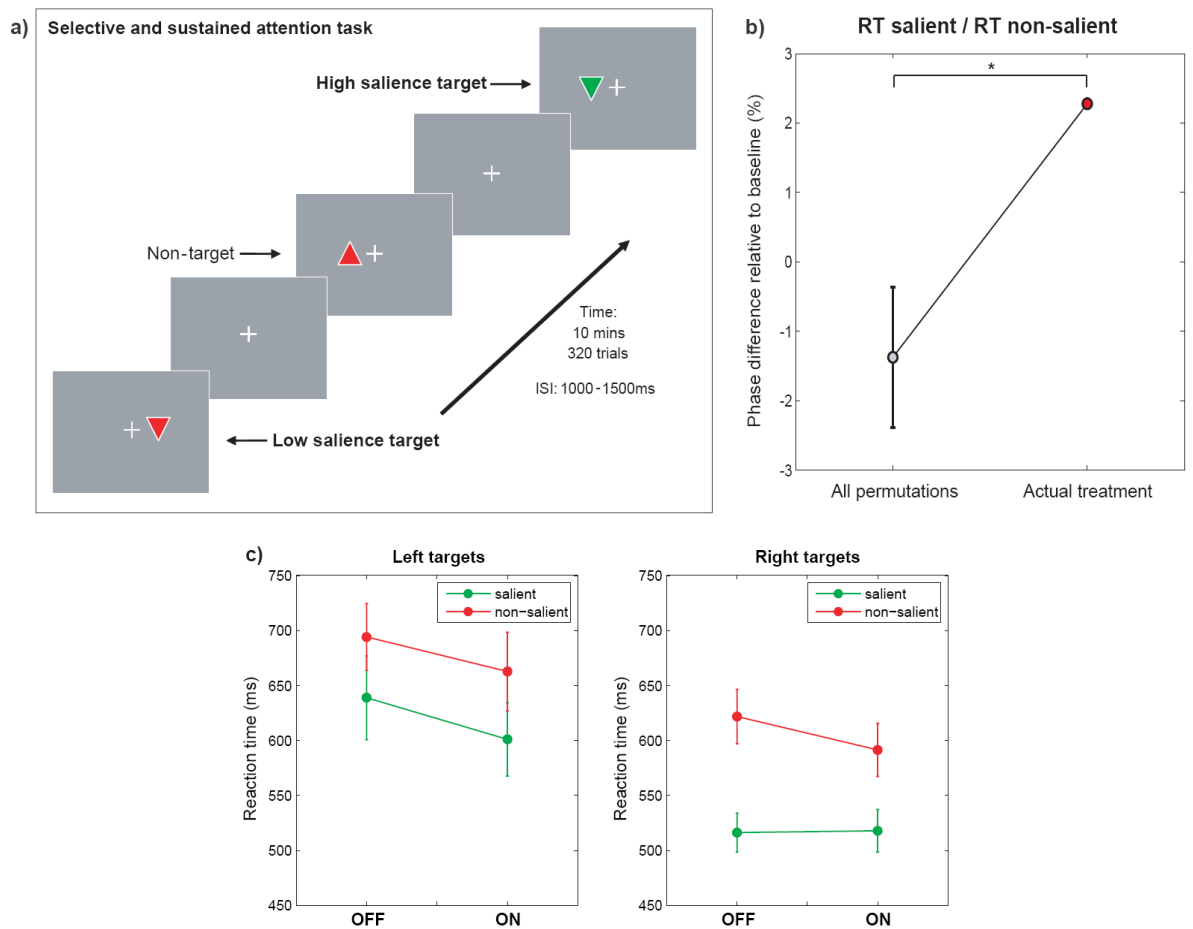 a)
Selective and sustained attention task
High salience target
Non-target
Time:
10 mins
320 trials
ISI: 1000-1500ms
Low salience target
b)
RT salient / RT non-salient
Phase difference relative to baseline (%)
3
2
1
0
-1
-2
-3
*
All permutations
Actual treatment
c)
Left targets
Reaction time (ms)
750
700
650
600
550
500
450
salient
non-salient
OFF
ON
Right targets
Reaction time (ms)
750
700
650
600
550
500
450
salient
non-salient
OFF
ON